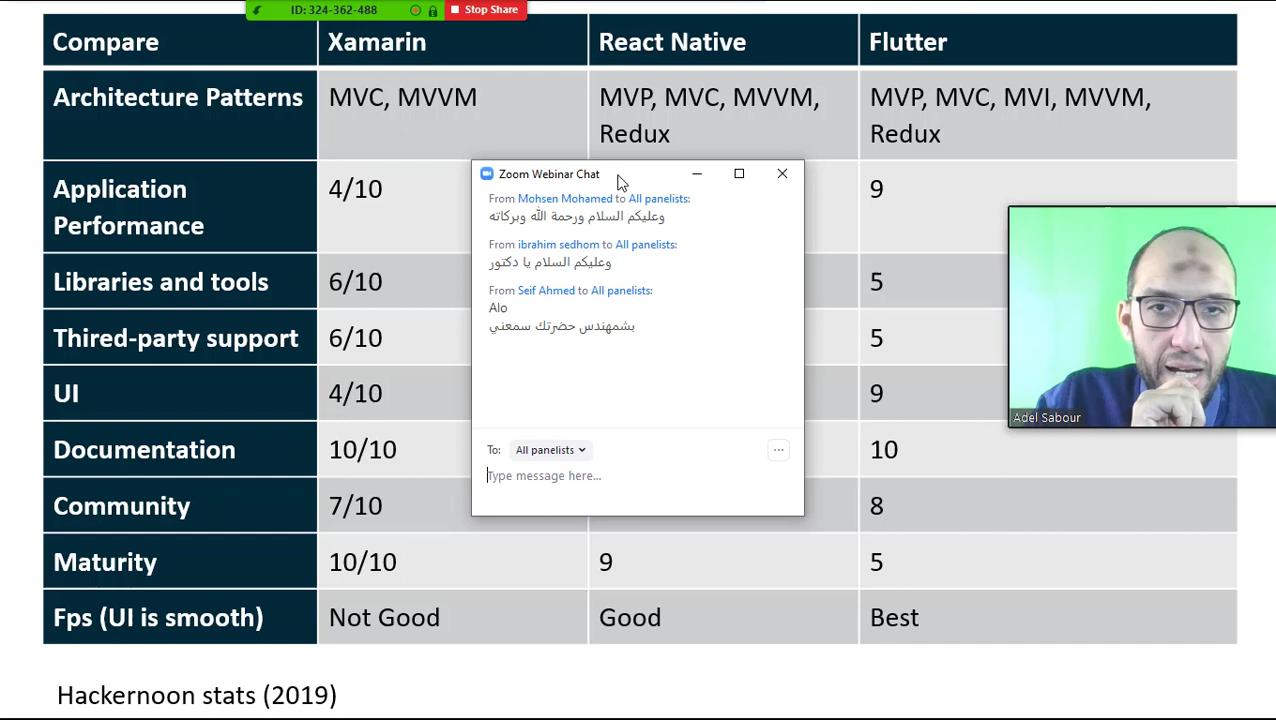 ID: 324-362-488
Stop Share
Compare Xamarin React Native Flutter
Architecture Patterns MVC, MVVM MVP, MVC, MVVM, MVP, MVC, MVI, MVVM,
Redux Redux
Application 4/10 9
Performance
Libraries and tools 6/10 5
Thired-party support 6/10 5
UI 4/10 9
Documentation 10/10 10
Community 7/10 8
Maturity 10/10 9 5
Fps (UI is smooth) Not Good Good Best
Hackernoon stats (2019)
Zoom Webinar Chat
From Mohsen Mohamed to All panelists:
وعليكم السلام ورحمة الله وبركاته
From ibrahim sedhom to All panelists:
وعليكم السلام يا دكتور
From Seif Ahmed to All panelists:
Alo
بشمهندس حضرتك سمعني
To: All panelists
Type message here...
Adel Sabour